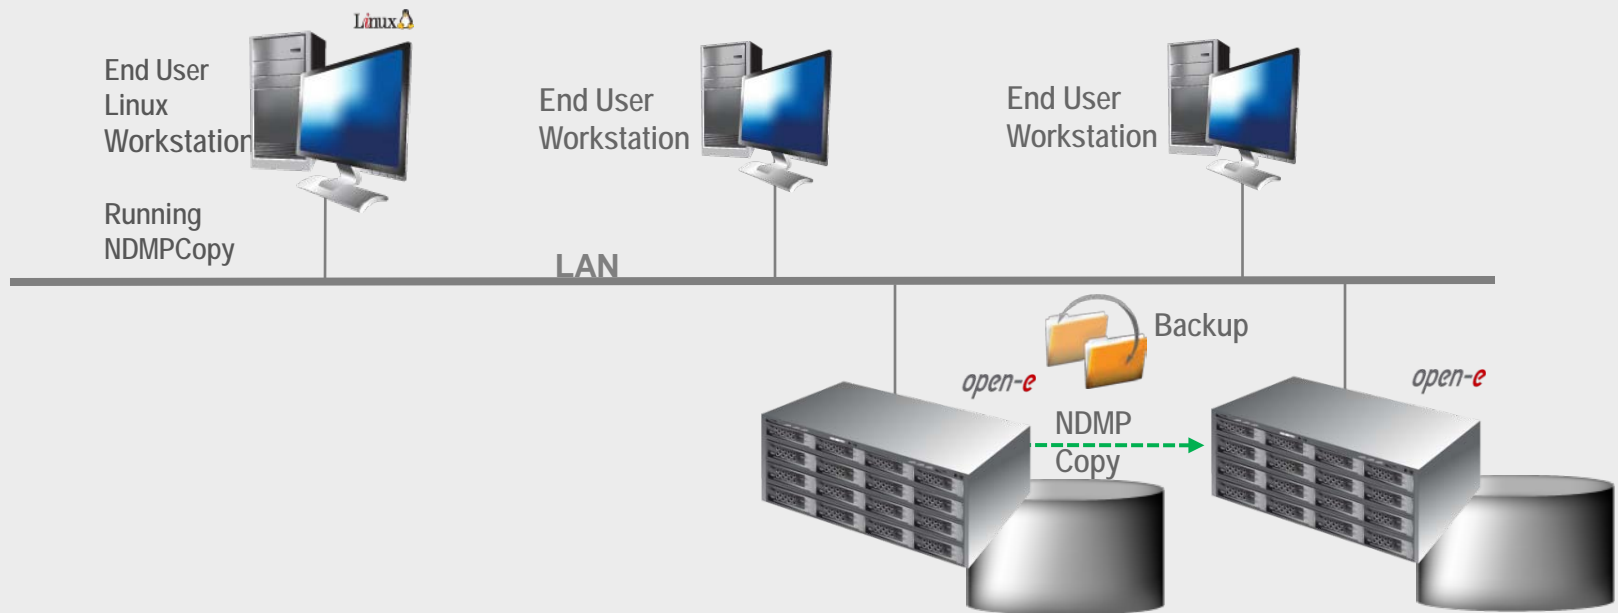 Linux
End User
Linux
Workstation
Running
NDMPCopy
End User
Workstation
End User
Workstation
LAN
Backup
open-e
open-e
NDMP
Copy